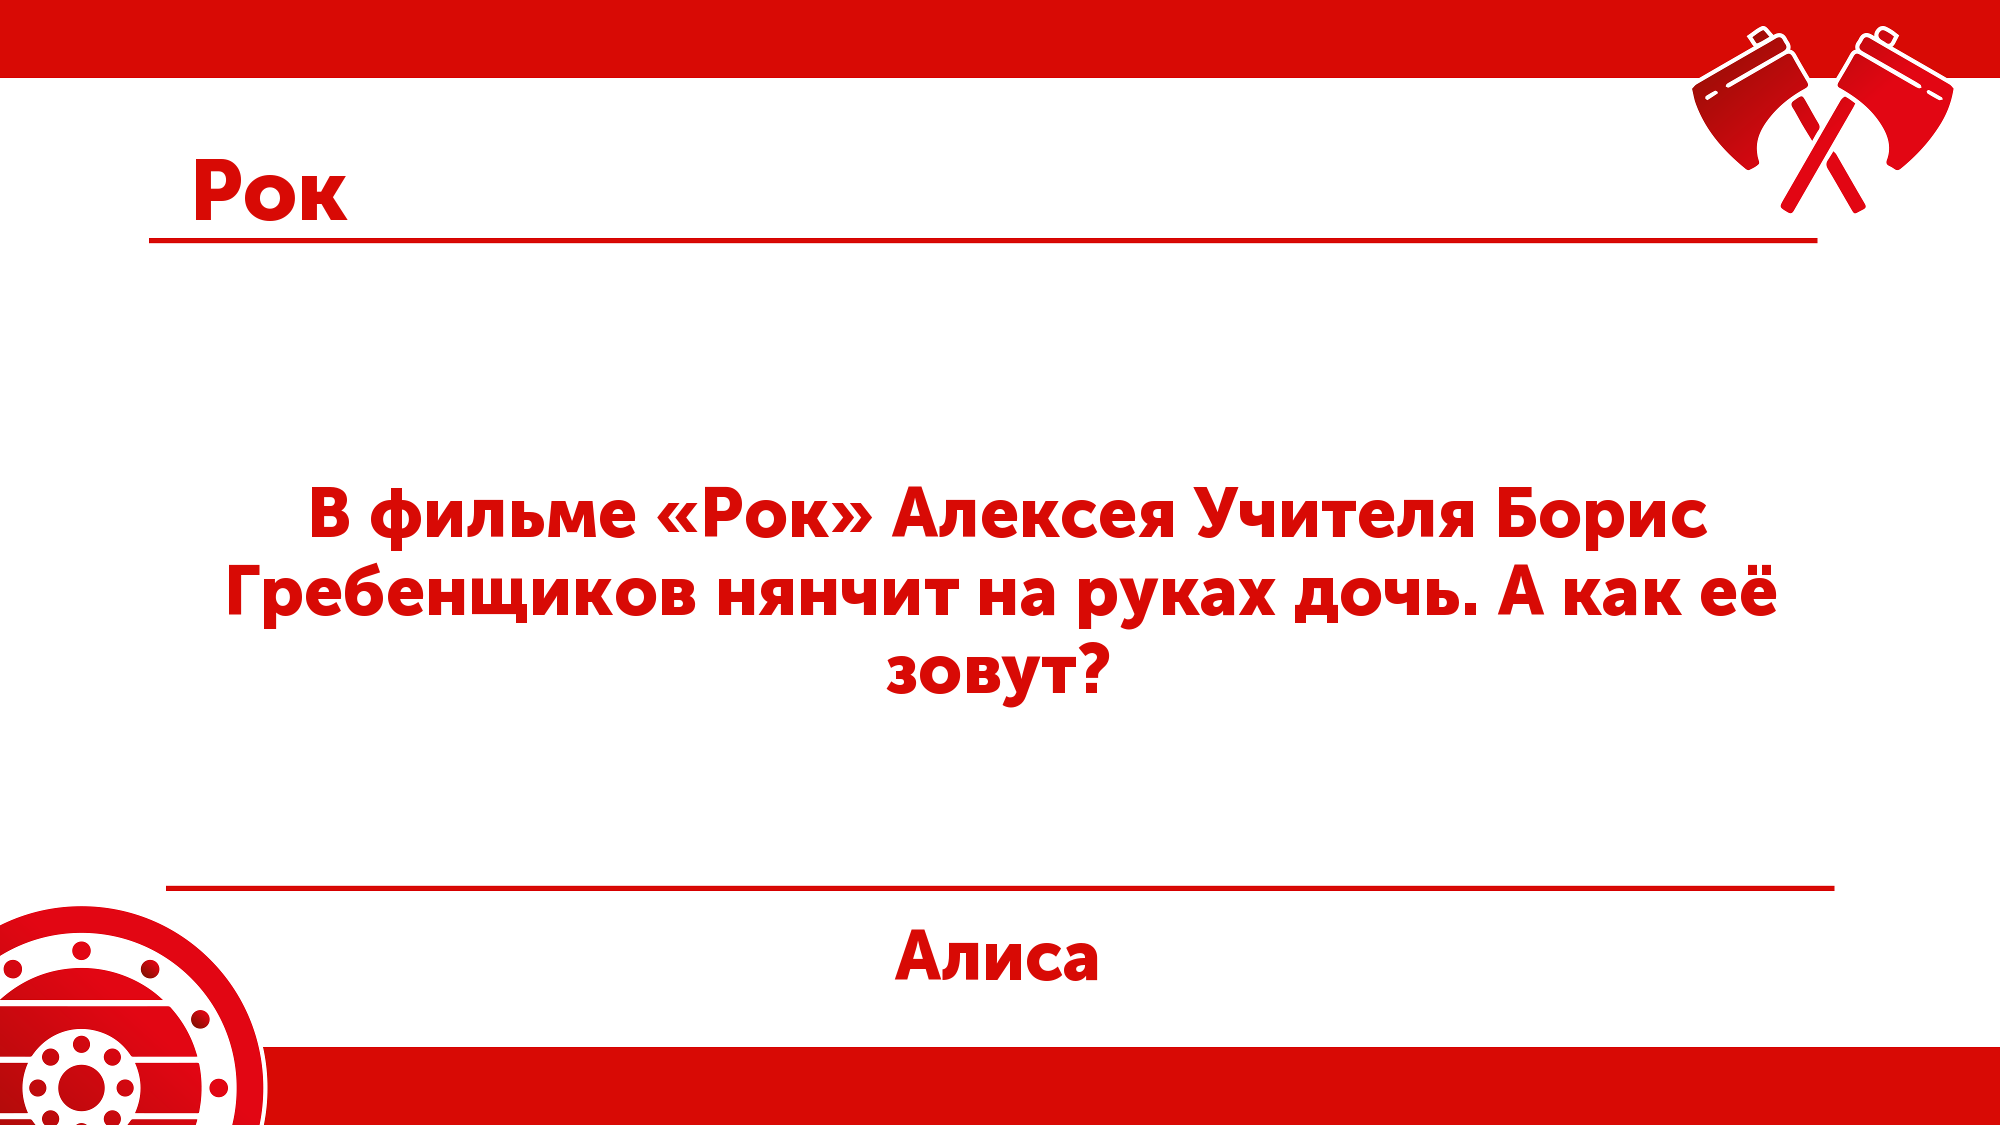 Рок
В фильме «Рок» Алексея Учителя Борис
Гребенщиков нянчит на руках дочь. А как её
зовут?
Алиса